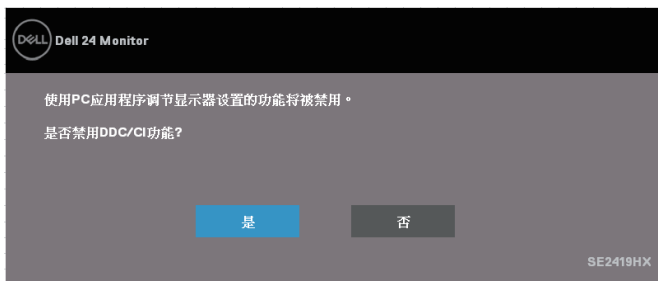 DELL
Dell 24 Monitor
使用PC应用程序调节显示器设置的功能将被禁用。
是否禁用DDC/CI功能?
是
否
SE2419HX